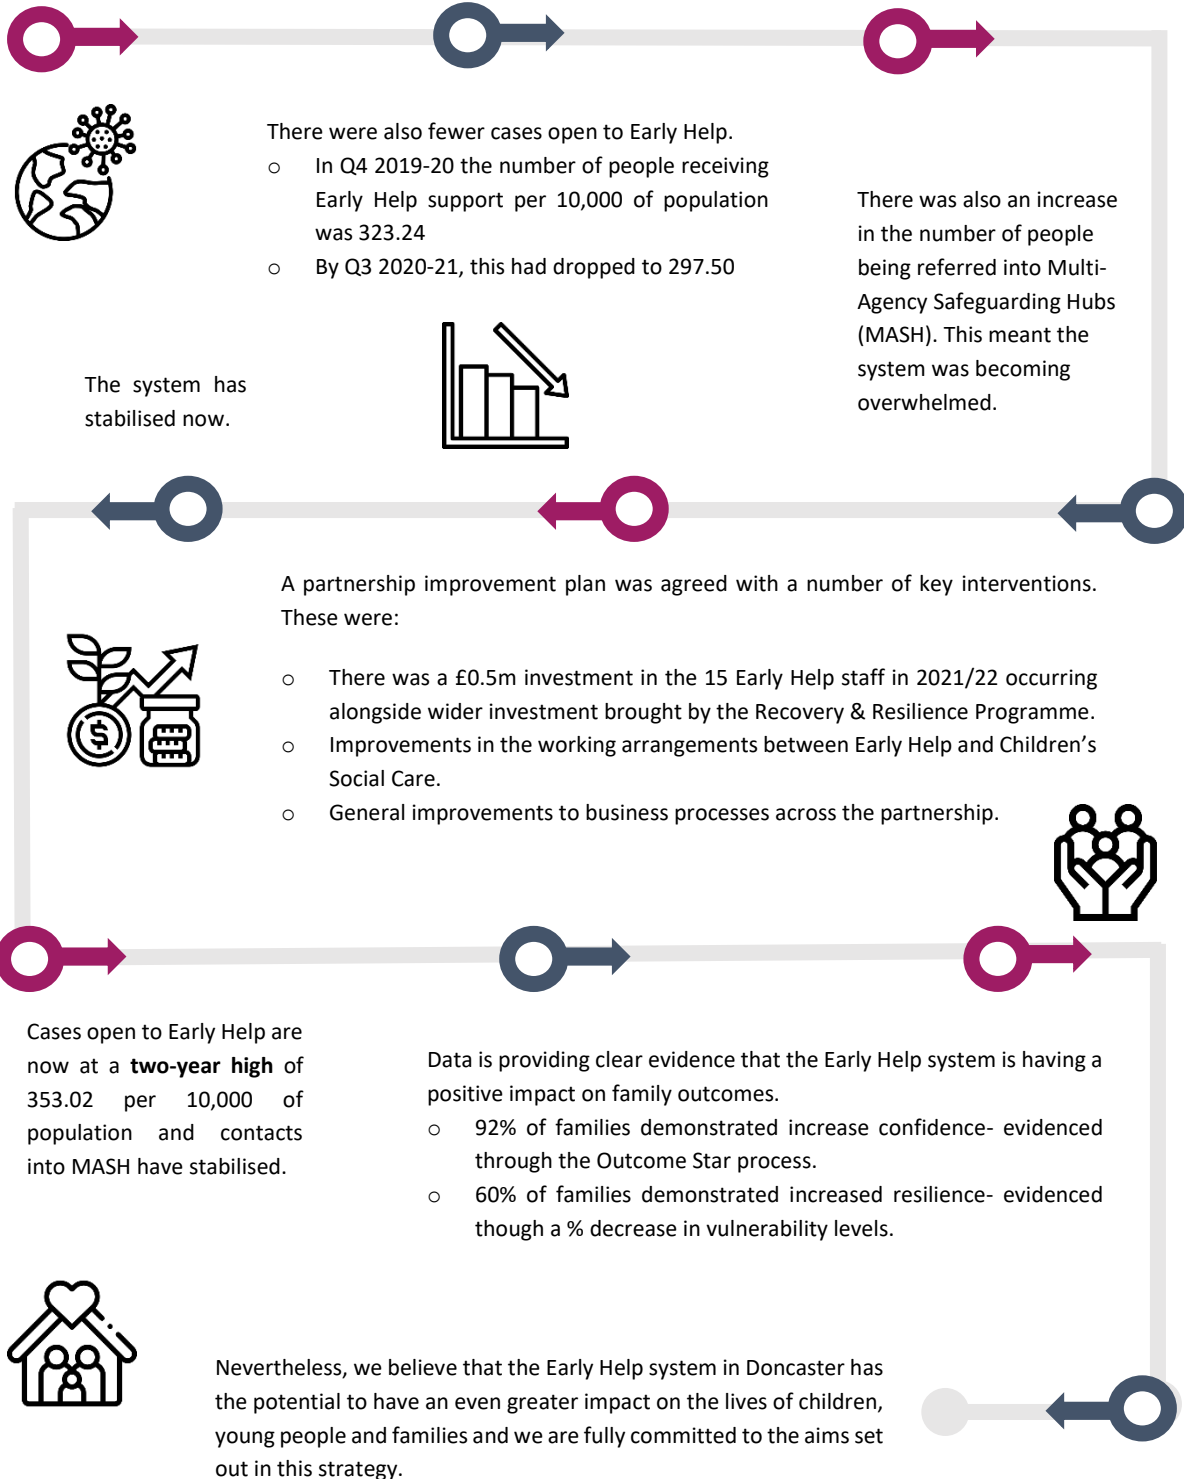 There were also fewer cases open to Early Help.
o In Q4 2019-20 the number of people receiving
Early Help support per 10,000 of population
was 323.24
o By Q3 2020-21, this had dropped to 297.50
There was also an increase
in the number of people
being referred into Multi-
Agency Safeguarding Hubs
(MASH). This meant the
system was becoming
overwhelmed.
The system has
stabilised now.
A partnership improvement plan was agreed with a number of key interventions.
These were:
o There was a £0.5m investment in the 15 Early Help staff in 2021/22 occurring
alongside wider investment brought by the Recovery & Resilience Programme.
o Improvements in the working arrangements between Early Help and Children’s
Social Care.
o General improvements to business processes across the partnership.
$
Cases open to Early Help are
now at a two-year high of
353.02 per 10,000 of
population and contacts
into MASH have stabilised.
Data is providing clear evidence that the Early Help system is having a
positive impact on family outcomes.
o 92% of families demonstrated increase confidence- evidenced
through the Outcome Star process.
o 60% of families demonstrated increased resilience- evidenced
though a % decrease in vulnerability levels.
Nevertheless, we believe that the Early Help system in Doncaster has
the potential to have an even greater impact on the lives of children,
young people and families and we are fully committed to the aims set
out in this strategy.